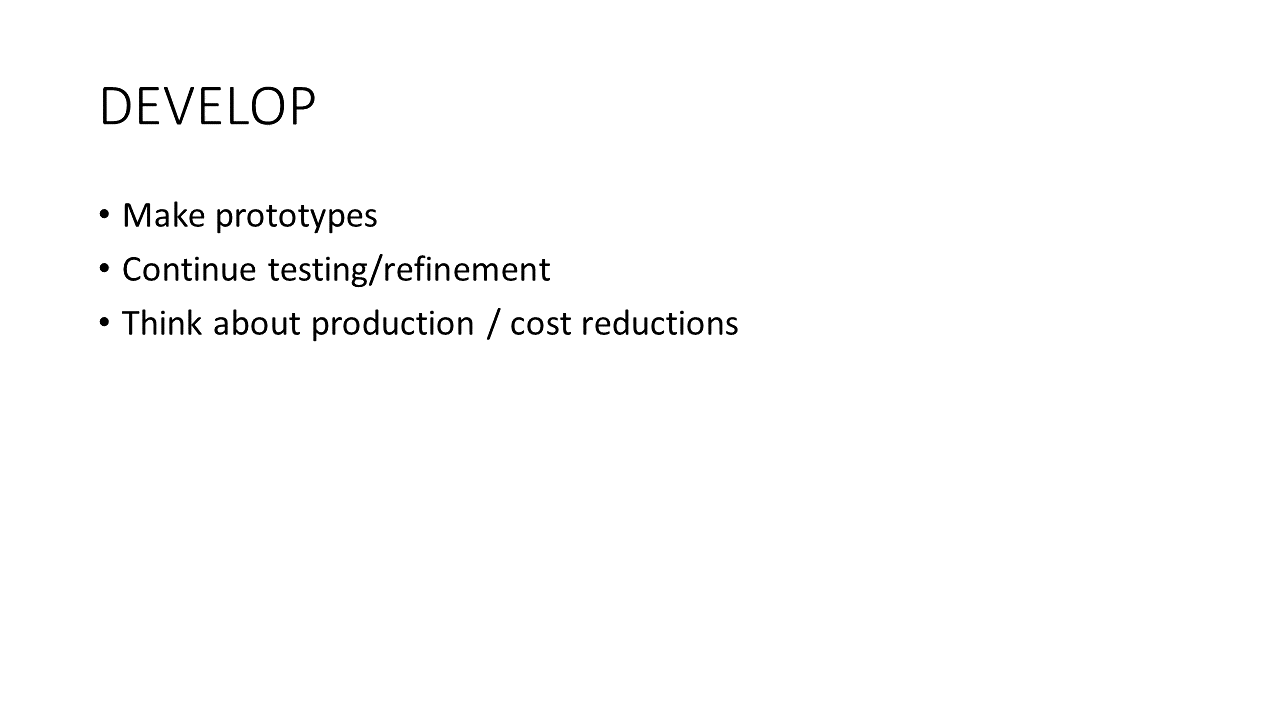 DEVELOP
• Make prototypes
• Continue testing/refinement
• Think about production / cost reductions